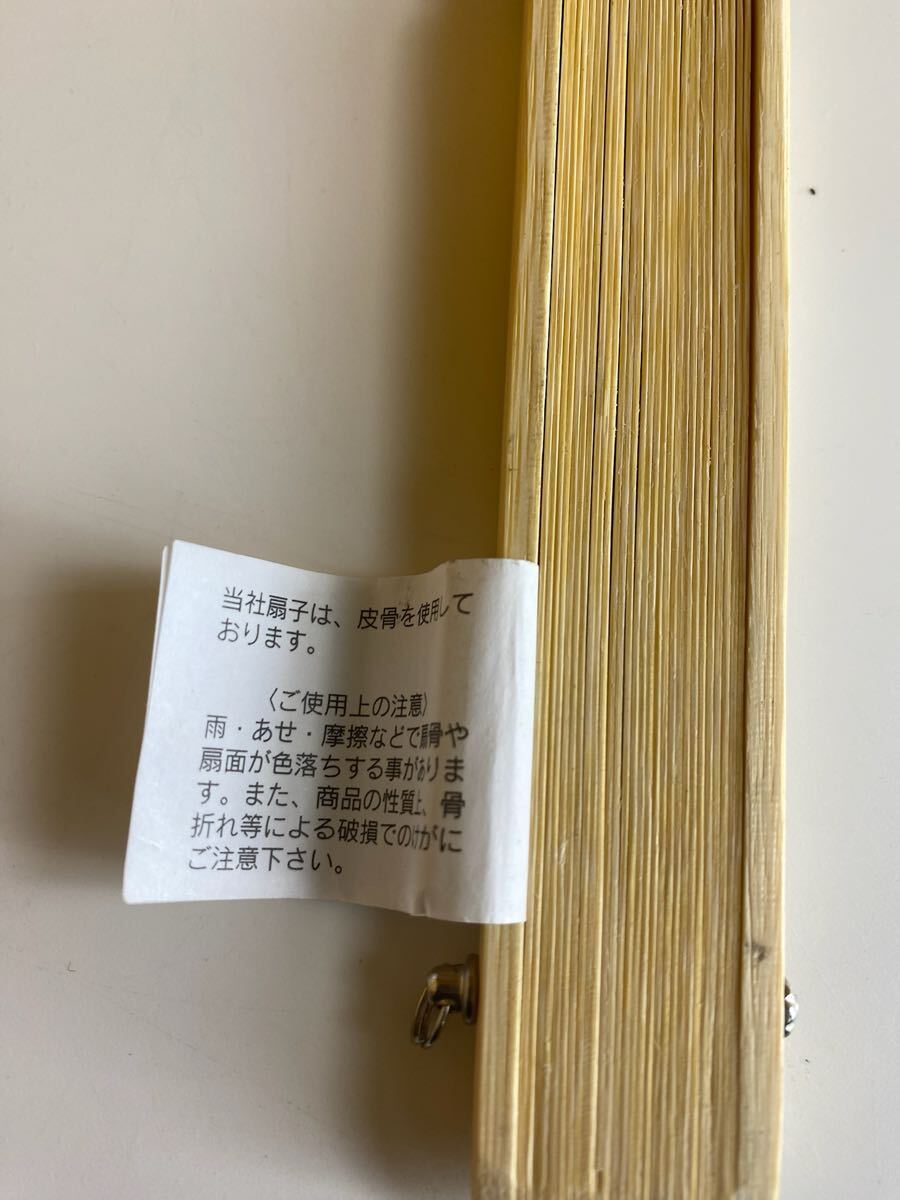 当社扇子は、皮骨を使用して
おります。
〈ご使用上の注意〉
雨・あせ・摩擦などで扇骨や
扇面が色落ちする事がありま
す。また、商品の性質上、骨
折れ等による破損でのけがに
ご注意下さい。